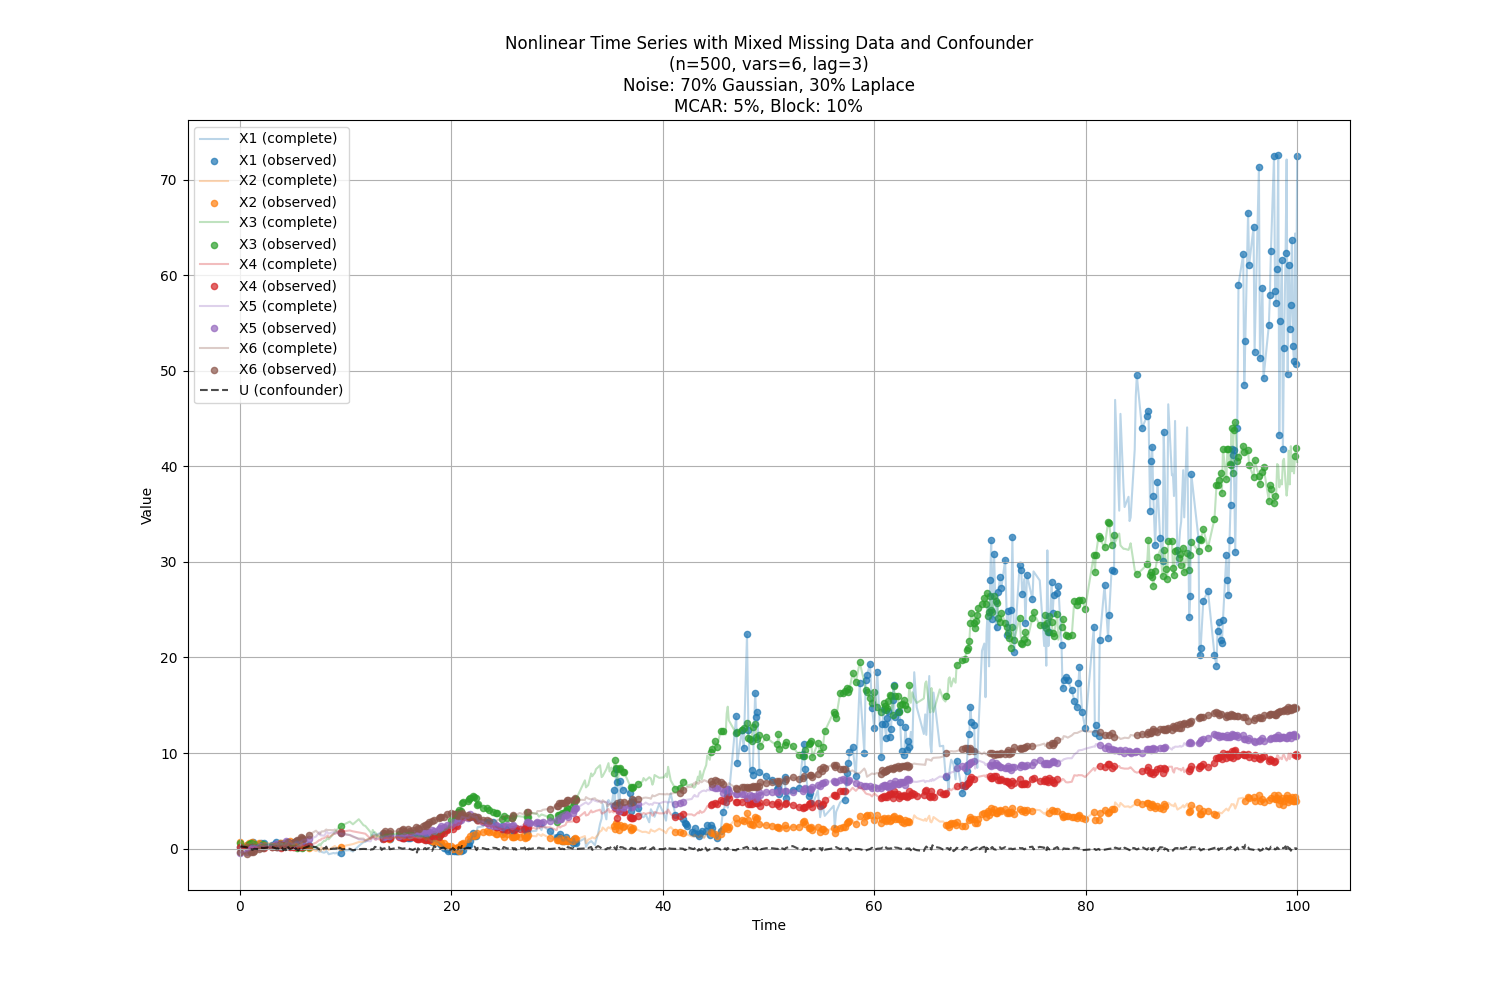 Nonlinear Time Series with Mixed Missing Data and Confounder
(n=500, vars=6, lag=3)
Noise: 70% Gaussian, 30% Laplace
MCAR: 5%, Block: 10%
X1 (complete)
X1 (observed)
X2 (complete)
X2 (observed)
X3 (complete)
X3 (observed)
X4 (complete)
X4 (observed)
X5 (complete)
X5 (observed)
X6 (complete)
X6 (observed)
U (confounder)
Value
70
60
50
40
30
20
10
0
0 20 40 60 80 100
Time